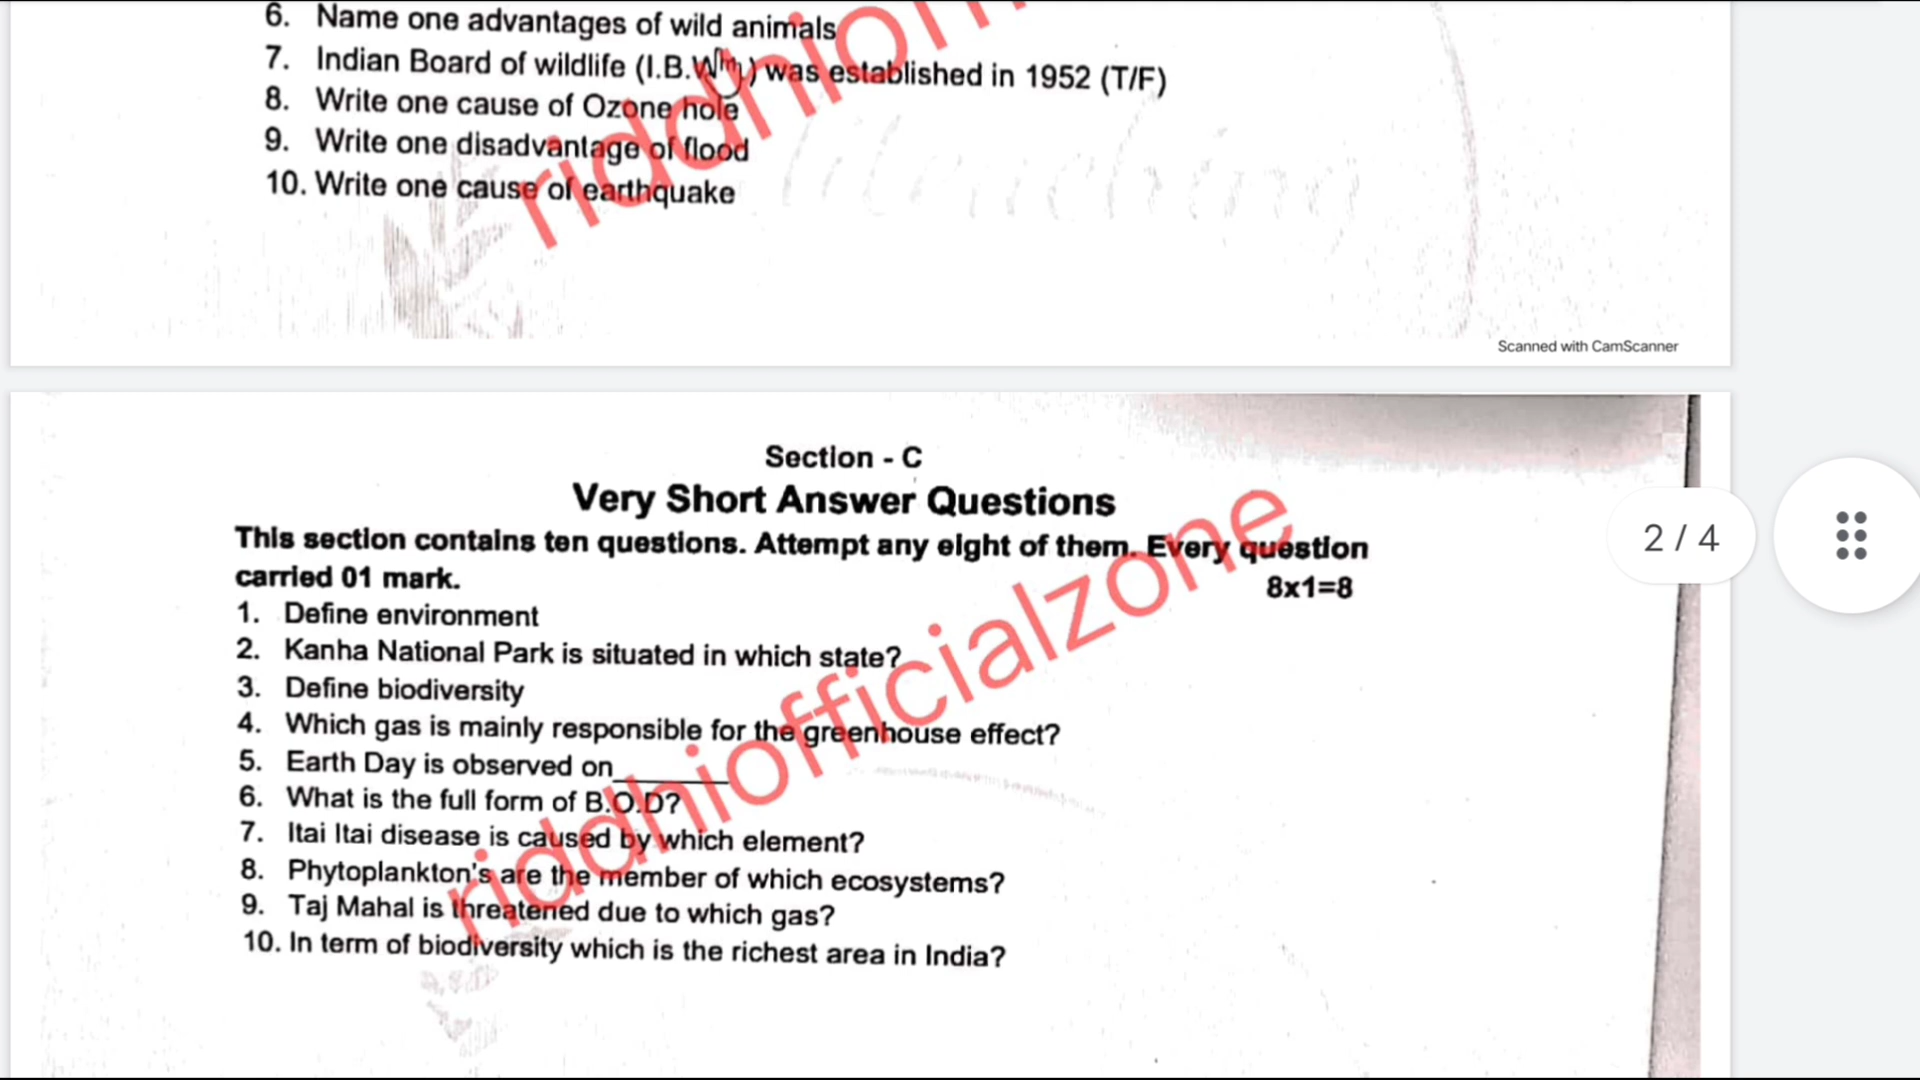 6. Name one advantages of wild animals
7. Indian Board of wildlife (I.B.W) was established in 1952 (T/F)
8. Write one cause of Ozone hole
9. Write one disadvantage of flood
10. Write one cause of earthquake
Scanned with CamScanner
Section - C
Very Short Answer Questions
This section contains ten questions. Attempt any eight of them. Every question
carried 01 mark.
8x1=8
1. Define environment
2. Kanha National Park is situated in which state?
3. Define biodiversity
4. Which gas is mainly responsible for the greenhouse effect?
5. Earth Day is observed on________
6. What is the full form of B.O.D?
7. Itai Itai disease is caused by which element?
8. Phytoplankton's are the member of which ecosystems?
9. Taj Mahal is threatened due to which gas?
10. In term of biodiversity which is the richest area in India?
riddhiofficialzone
2 / 4